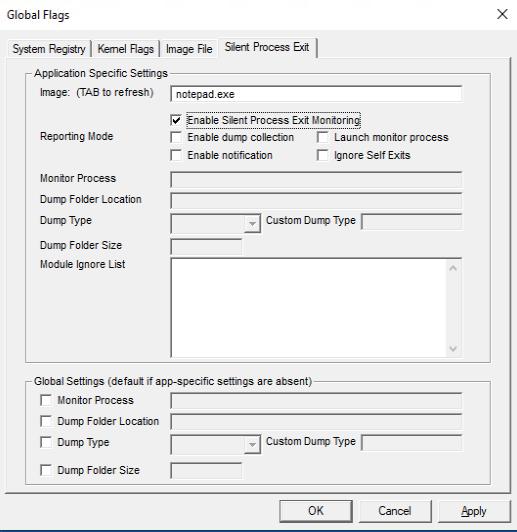 Global Flags
System Registry Kernel Flags Image File Silent Process Exit
Application Specific Settings
Image: (TAB to refresh) notepad.exe
Enable Silent Process Exit Monitoring
Reporting Mode Enable dump collection Launch monitor process
Enable notification Ignore Self Exits
Monitor Process
Dump Folder Location
Dump Type Custom Dump Type
Dump Folder Size
Module Ignore List
Global Settings (default if app-specific settings are absent)
Monitor Process
Dump Folder Location
Dump Type Custom Dump Type
Dump Folder Size
OK Cancel Apply